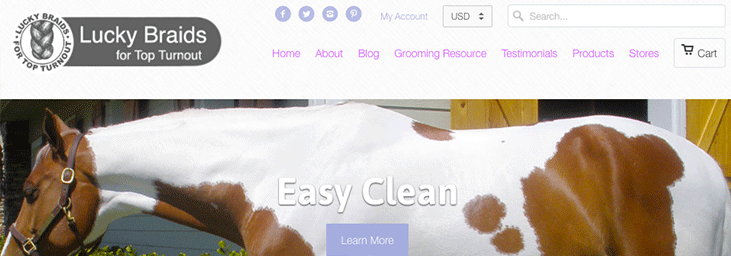 LUCKY BRAIDS
FOR TOP TURNOUT
Lucky Braids
for Top Turnout
My Account
USD
Search...
Home About Blog Grooming Resource Testimonials Products Stores Cart
Easy Clean
Learn More